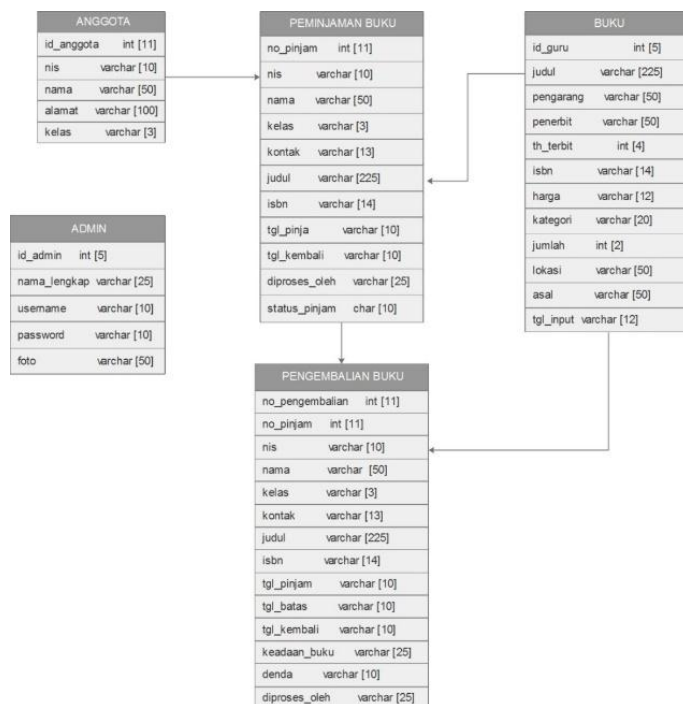 ANGGOTA
id_anggota int [11]
nis varchar [10]
nama varchar [50]
alamat varchar [100]
kelas varchar [3]
PEMINJAMAN BUKU
no_pinjam int [11]
nis varchar [10]
nama varchar [50]
kelas varchar [3]
kontak varchar [13]
judul varchar [225]
isbn varchar [14]
tgl_pinja varchar [10]
tgl_kembali varchar [10]
diproses_oleh varchar [25]
status_pinjam char [10]
BUKU
id_guru int [5]
judul varchar [225]
pengarang varchar [50]
penerbit varchar [50]
th_terbit int [4]
isbn varchar [14]
harga varchar [12]
kategori varchar [20]
jumlah int [2]
lokasi varchar [50]
asal varchar [50]
tgl_input varchar [12]
ADMIN
id_admin int [5]
nama_lengkap varchar [25]
username varchar [10]
password varchar [10]
foto varchar [50]
PENGEMBALIAN BUKU
no_pengembalian int [11]
no_pinjam int [11]
nis varchar [10]
nama varchar [50]
kelas varchar [3]
kontak varchar [13]
judul varchar [225]
isbn varchar [14]
tgl_pinjam varchar [10]
tgl_batas varchar [10]
tgl_kembali varchar [10]
keadaan_buku varchar [25]
denda varchar [10]
diproses_oleh varchar [25]